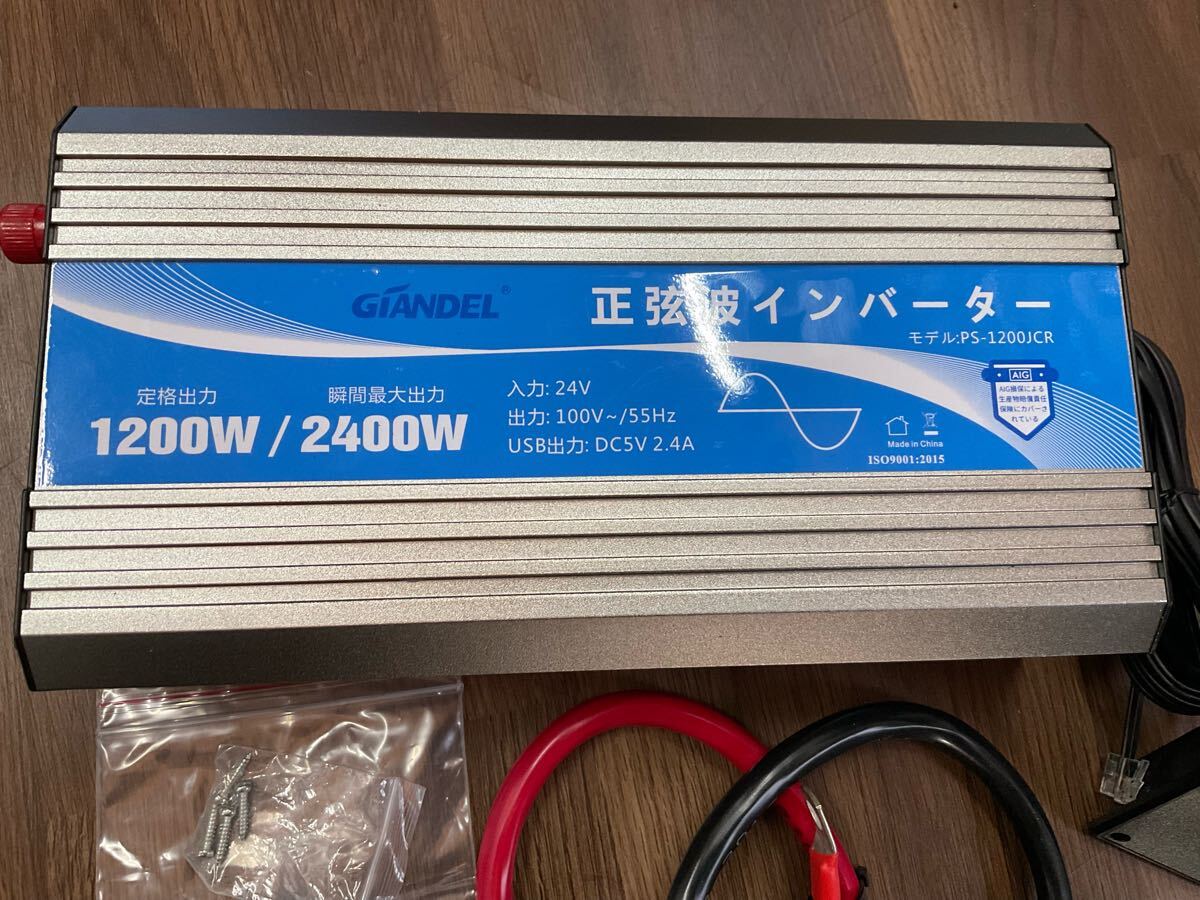 GIANDEL®
正弦波インバーター
モデル:PS-1200JCR
定格出力 瞬間最大出力
1200W / 2400W
入力: 24V
出力: 100V~/55Hz
USB出力: DC5V 2.4A
Made in China
ISO9001:2015
AIG
AIG損保による
生産物賠償責任
保険にカバーさ
れている